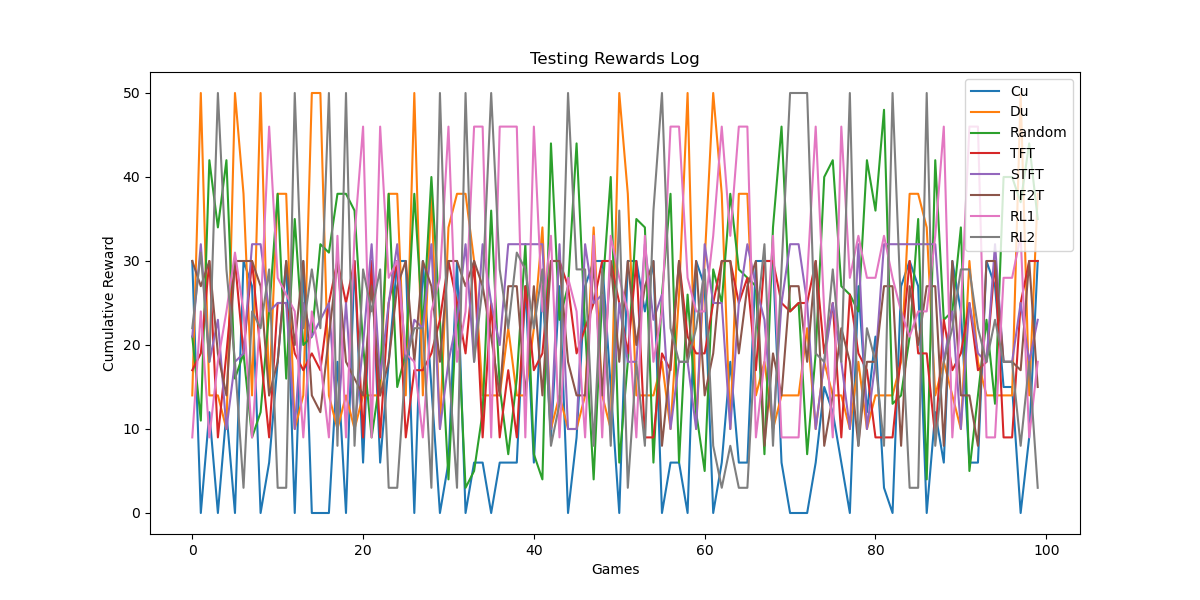 Testing Rewards Log
Cumulative Reward
50
40
30
20
10
0
0 20 40 60 80 100
Games
Cu
Du
Random
TFT
STFT
TF2T
RL1
RL2